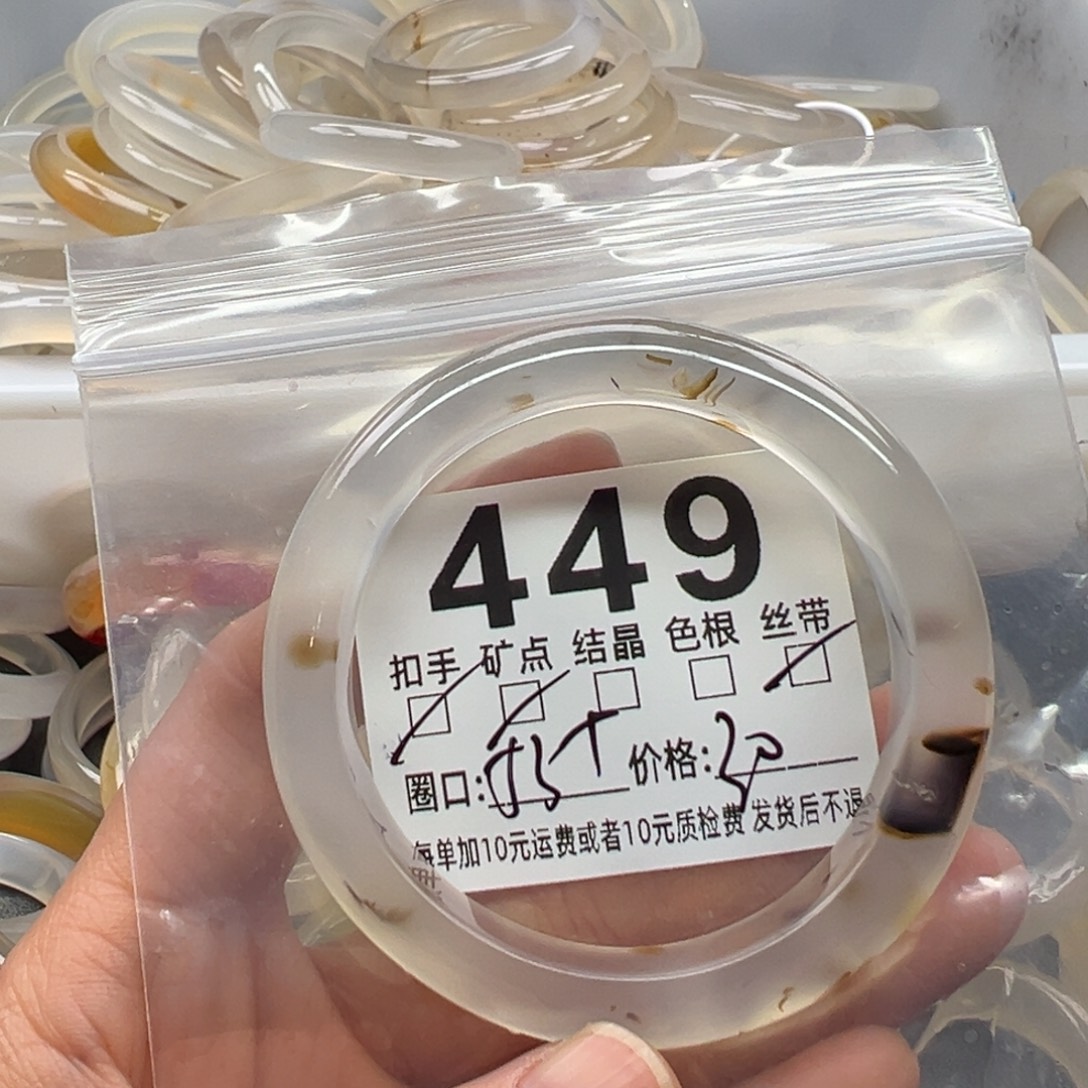 449
扣手 矿点 结晶 色根 丝带
圈口: 价格:
每单加10元运费或者10元质检费 发货后不退